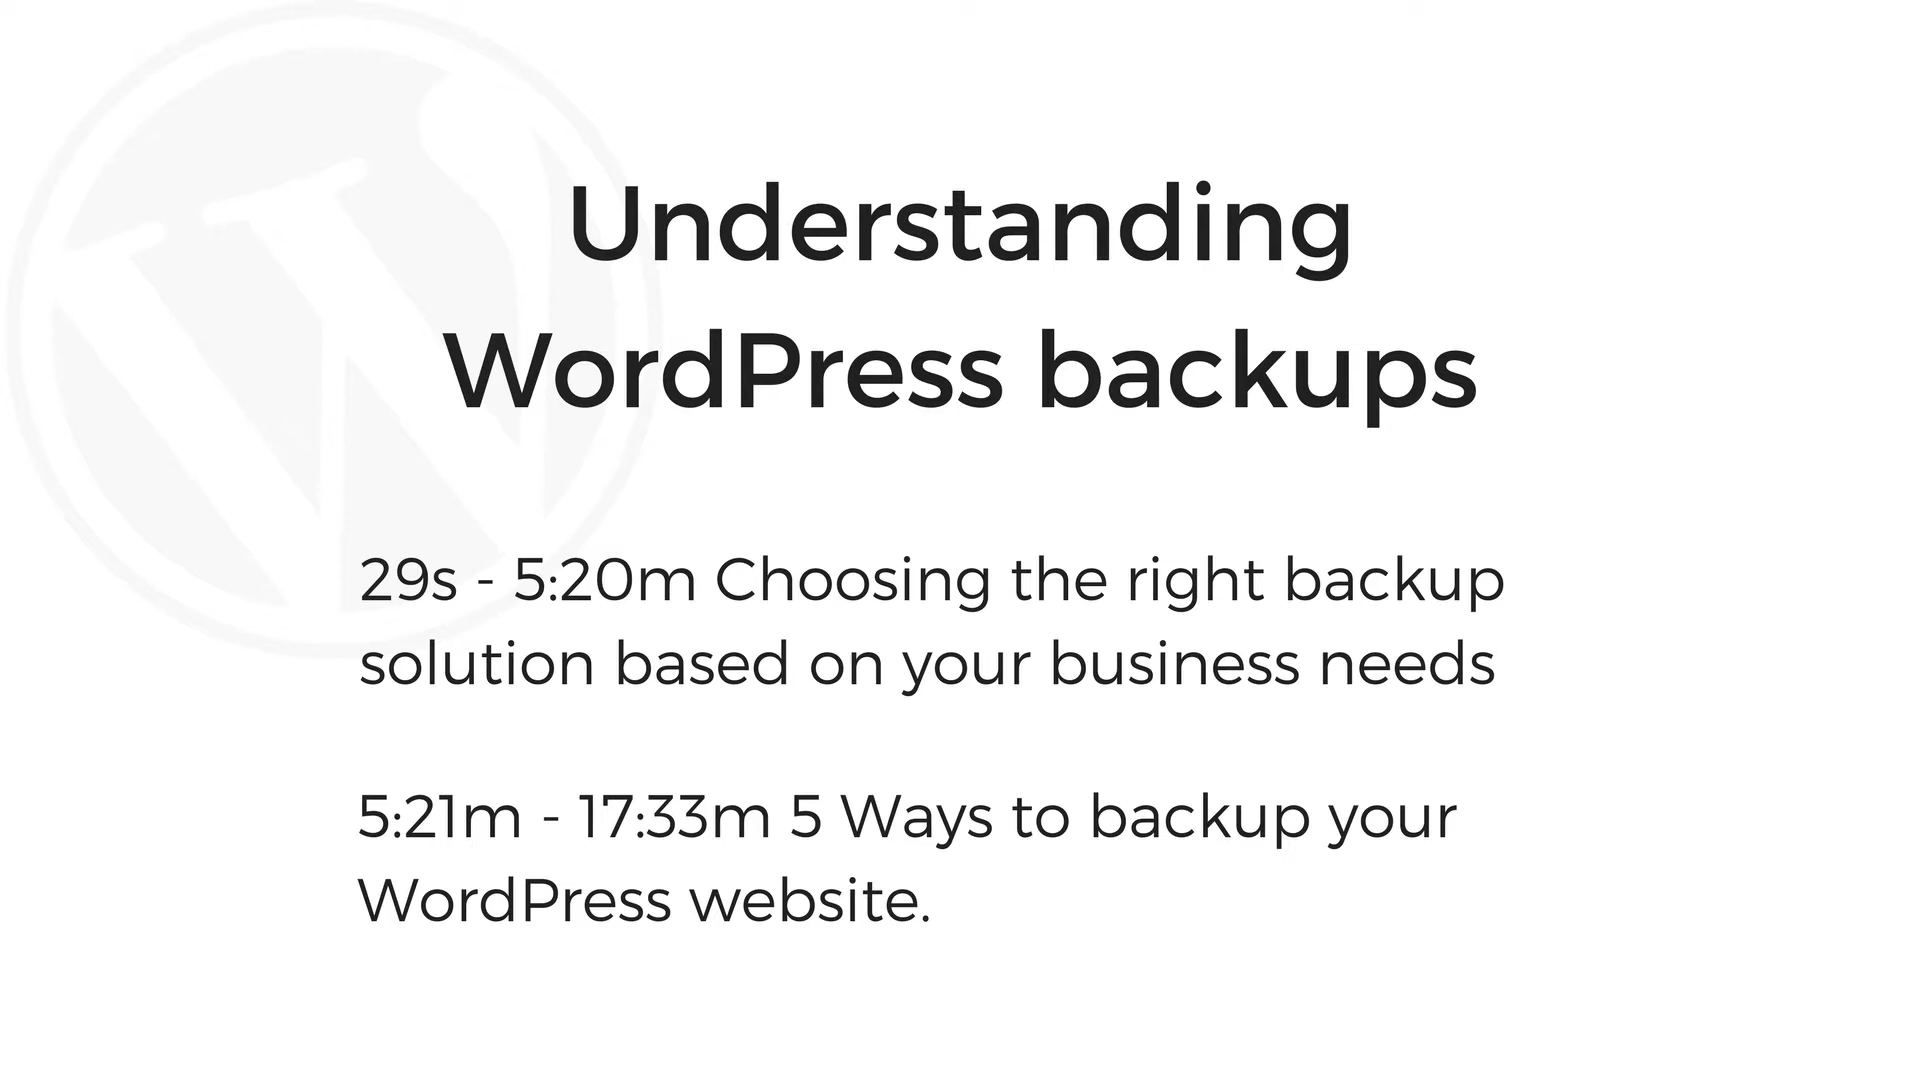 Understanding
WordPress backups
29s - 5:20m Choosing the right backup
solution based on your business needs
5:21m - 17:33m 5 Ways to backup your
WordPress website.